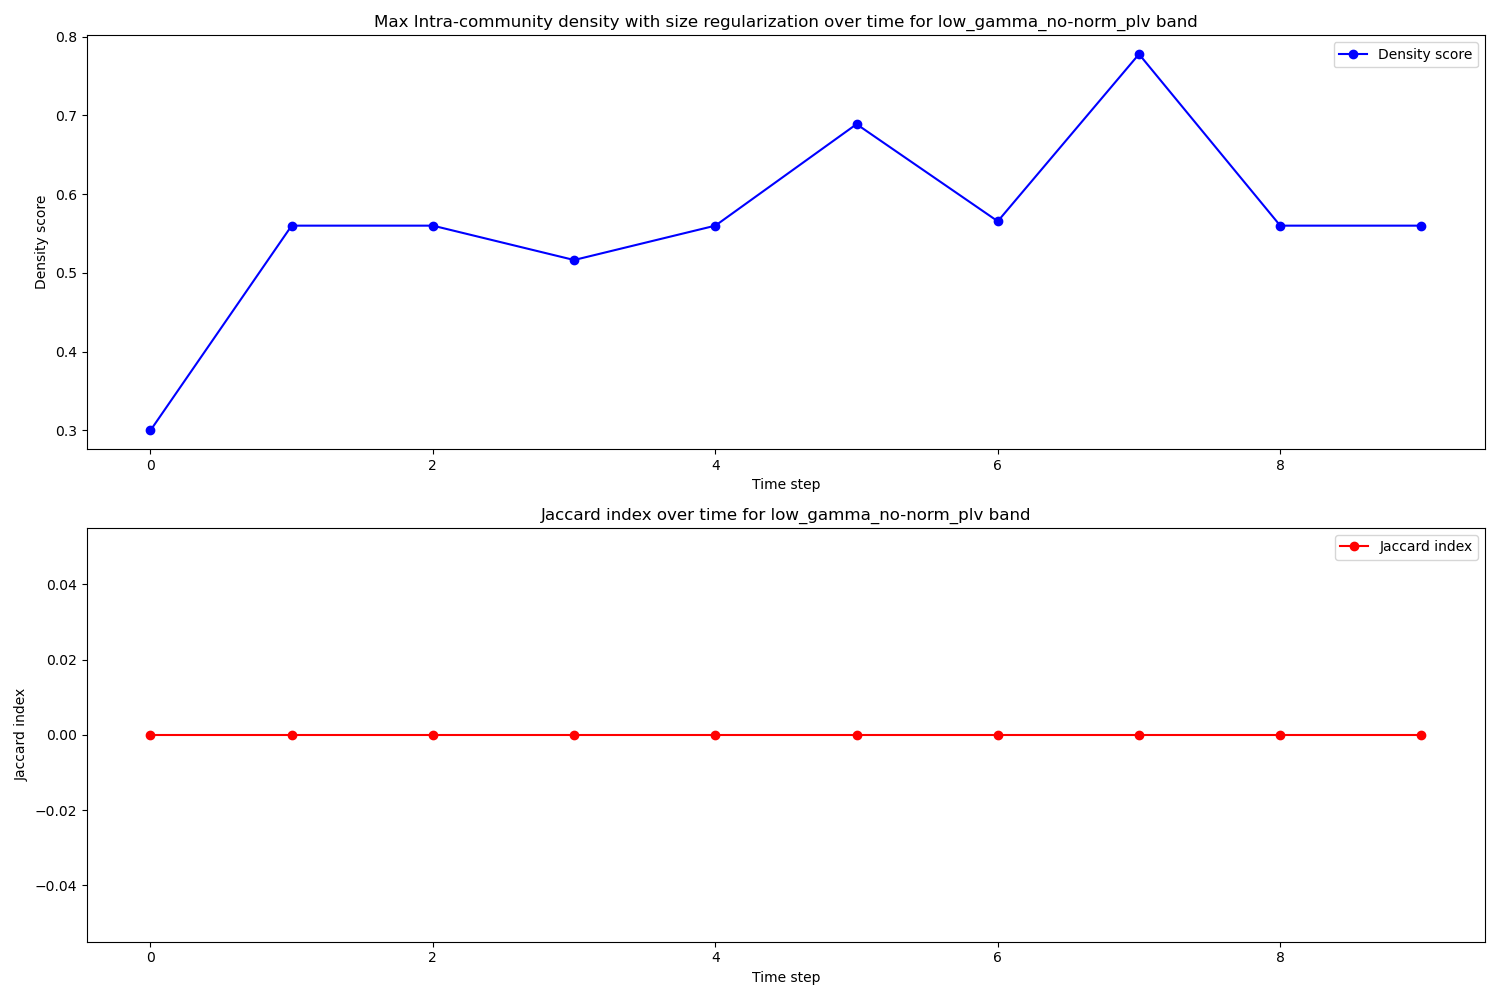 Max Intra-community density with size regularization over time for low_gamma_no-norm_plv band
Density score
0.8
0.7
0.6
0.5
0.4
0.3
Density score
0 2 4 6 8
Time step
Jaccard index over time for low_gamma_no-norm_plv band
Jaccard index
0.04
0.02
0.00
−0.02
−0.04
Jaccard index
0 2 4 6 8
Time step